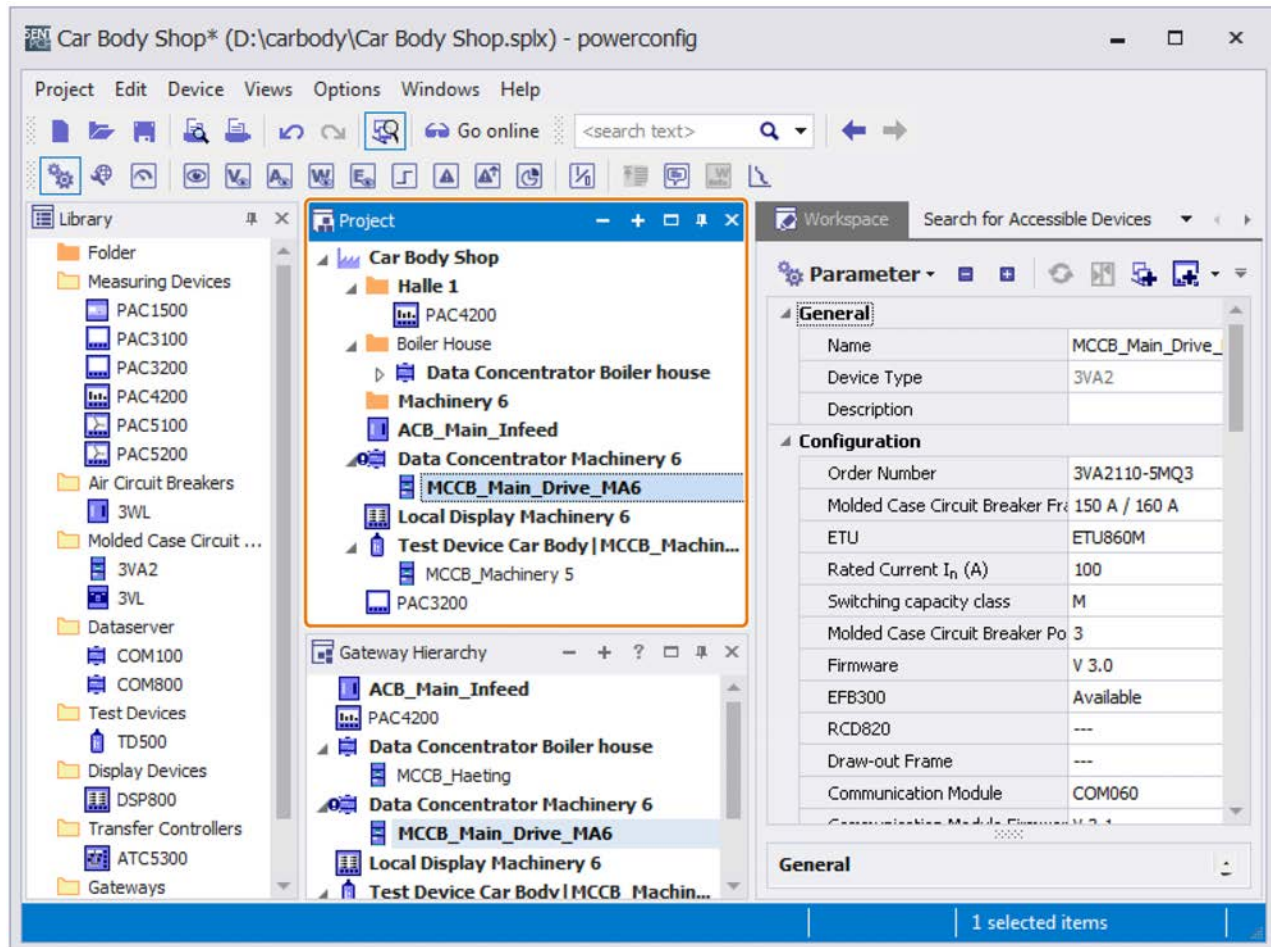 Car Body Shop* (D:\carbody\Car Body Shop.splx) - powerconfig
Project Edit Device Views Options Windows Help
Go online <search text>
Library
Folder
Measuring Devices
PAC1500
PAC3100
PAC3200
PAC4200
PAC5100
PAC5200
Air Circuit Breakers
3WL
Molded Case Circuit ...
3VA2
3VL
Dataserver
COM100
COM800
Test Devices
TD500
Display Devices
DSP800
Transfer Controllers
ATC5300
Gateways
Project
Car Body Shop
Halle 1
PAC4200
Boiler House
Data Concentrator Boiler house
Machinery 6
ACB_Main_Infeed
Data Concentrator Machinery 6
MCCB_Main_Drive_MA6
Local Display Machinery 6
Test Device Car Body|MCCB_Machin...
MCCB_Machinery 5
PAC3200
Gateway Hierarchy
ACB_Main_Infeed
PAC4200
Data Concentrator Boiler house
MCCB_Haeting
Data Concentrator Machinery 6
MCCB_Main_Drive_MA6
Local Display Machinery 6
Test Device Car Body|MCCB_Machin...
Workspace Search for Accessible Devices
Parameter
General
Name MCCB_Main_Drive_
Device Type 3VA2
Description
Configuration
Order Number 3VA2110-5MQ3
Molded Case Circuit Breaker Fra 150 A / 160 A
ETU ETU860M
Rated Current In (A) 100
Switching capacity class M
Molded Case Circuit Breaker Po 3
Firmware V 3.0
EFB300 Available
RCD820 ---
Draw-out Frame ---
Communication Module COM060
General
1 selected items